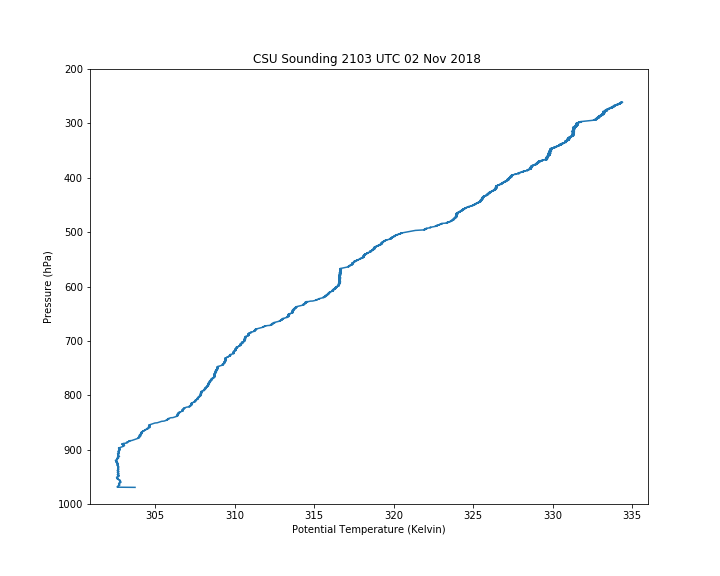 CSU Sounding 2103 UTC 02 Nov 2018
200
300
400
500
600
700
800
900
1000
Pressure (hPa)
305 310 315 320 325 330 335
Potential Temperature (Kelvin)